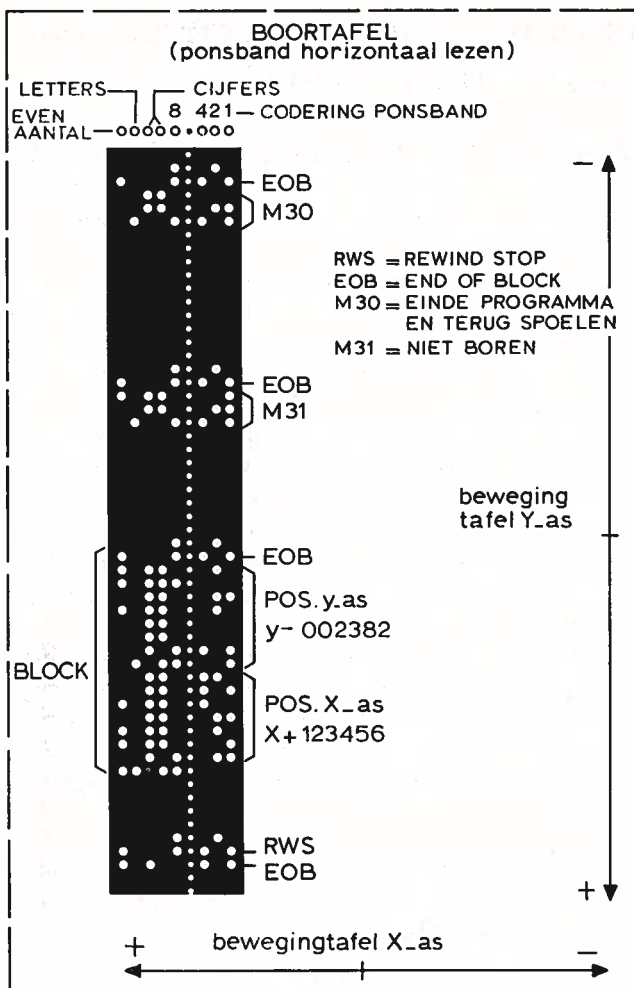 BOORTAFEL
(ponsband horizontaal lezen)
LETTERS CIJFERS
EVEN 8 421 — CODERING PONSBAND
AANTAL
EOB
M30
RWS = REWIND STOP
EOB = END OF BLOCK
M30 = EINDE PROGRAMMA
EN TERUG SPOELEN
M31 = NIET BOREN
EOB
M31
beweging
tafel Y_as
EOB
POS. y_as
y- 002382
BLOCK
POS. X_as
X+123456
RWS
EOB
bewegingtafel X_as
− +
+ −